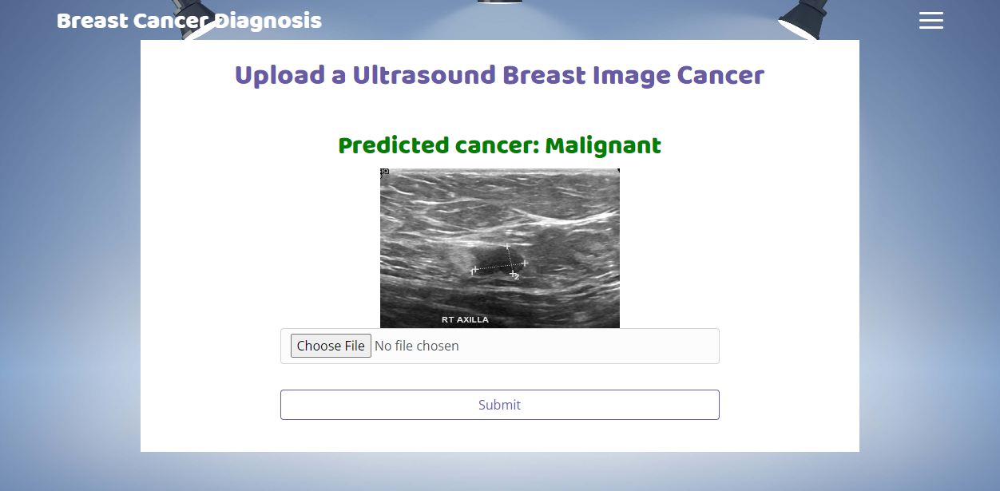 Breast Cancer Diagnosis
Upload a Ultrasound Breast Image Cancer
Predicted cancer: Malignant
1
2
RT AXILLA
Choose File No file chosen
Submit